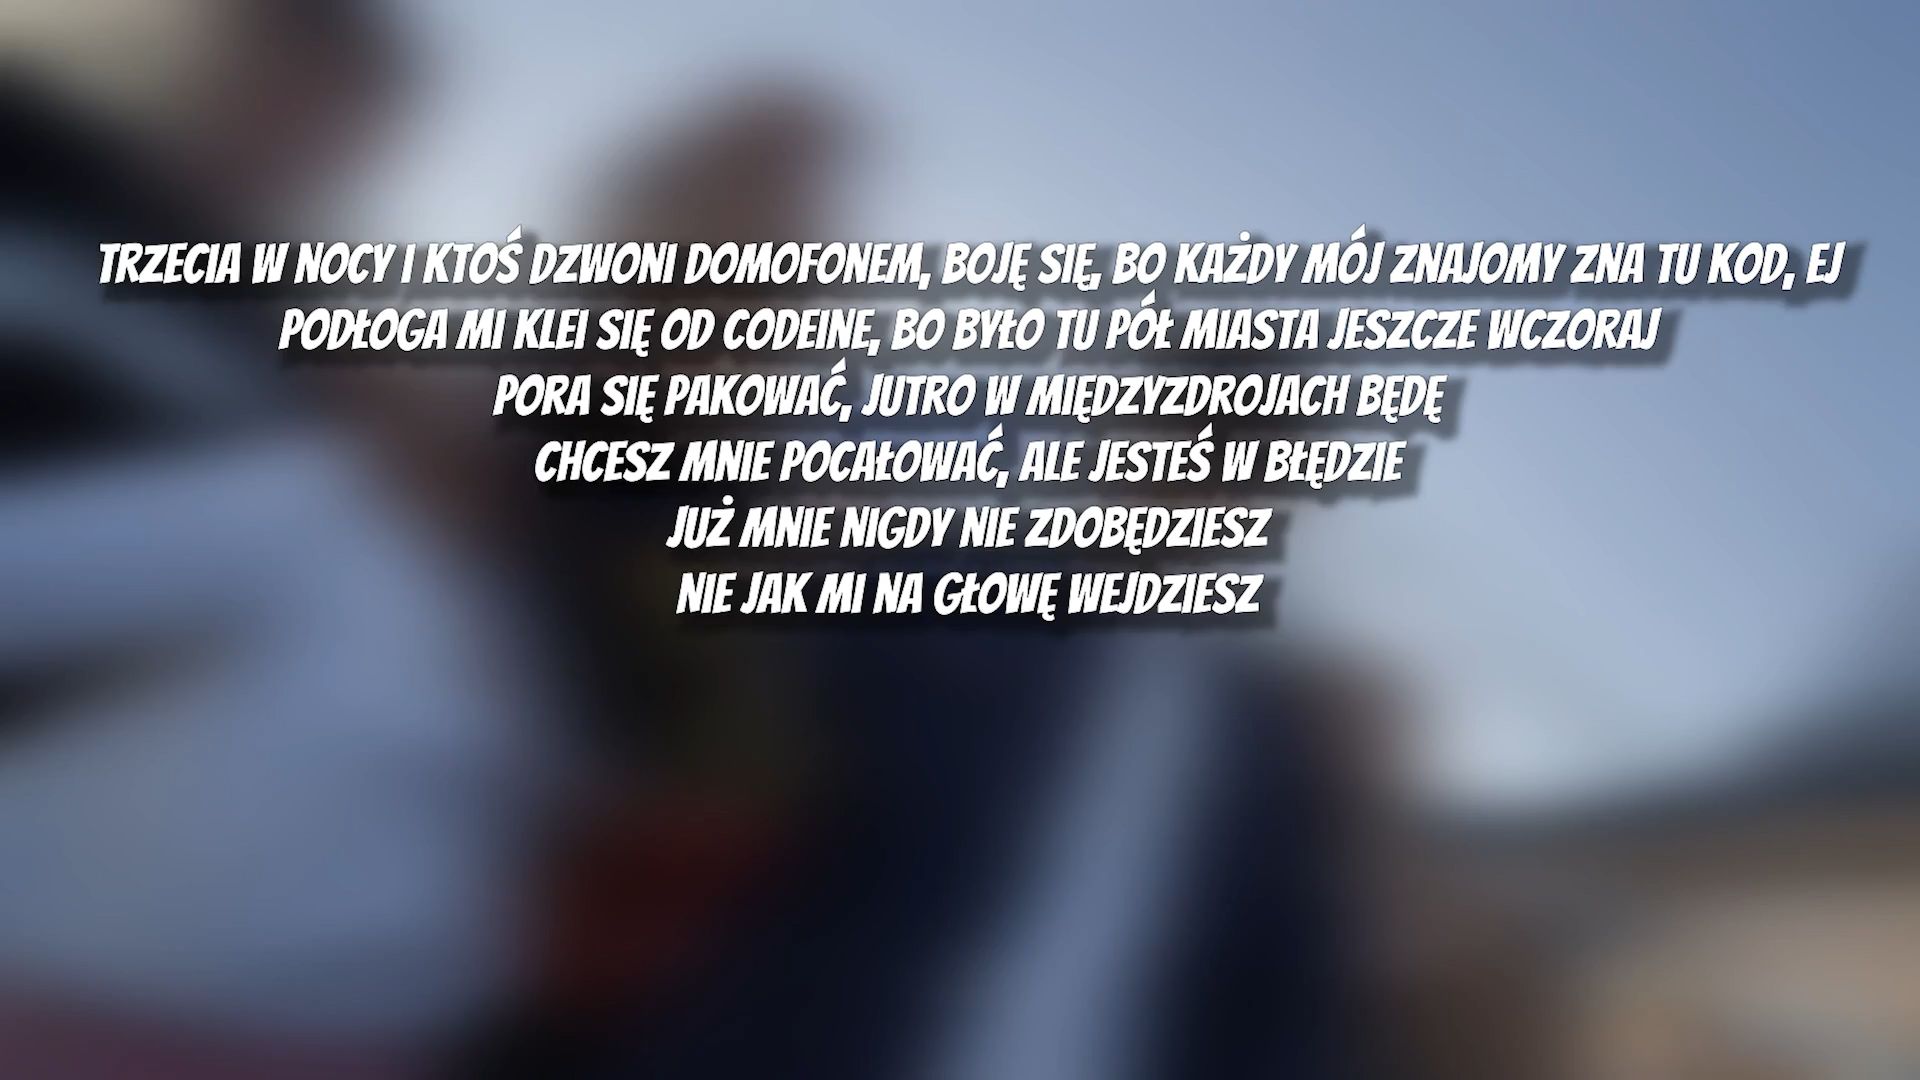 TRZECIA W NOCY I KTOŚ DZWONI DOMOFONEM, BOJĘ SIĘ, BO KAŻDY MÓJ ZNAJOMY ZNA TU KOD, EJ
PODŁOGA MI KLEI SIĘ OD CODEINE, BO BYŁO TU PÓŁ MIASTA JESZCZE WCZORAJ
PORA SIĘ PAKOWAĆ, JUTRO W MIĘDZYZDROJACH BĘDĘ
CHCESZ MNIE POCAŁOWAĆ, ALE JESTEŚ W BŁĘDZIE
JUŻ MNIE NIGDY NIE ZDOBĘDZIESZ
NIE JAK MI NA GŁOWĘ WEJDZIESZ